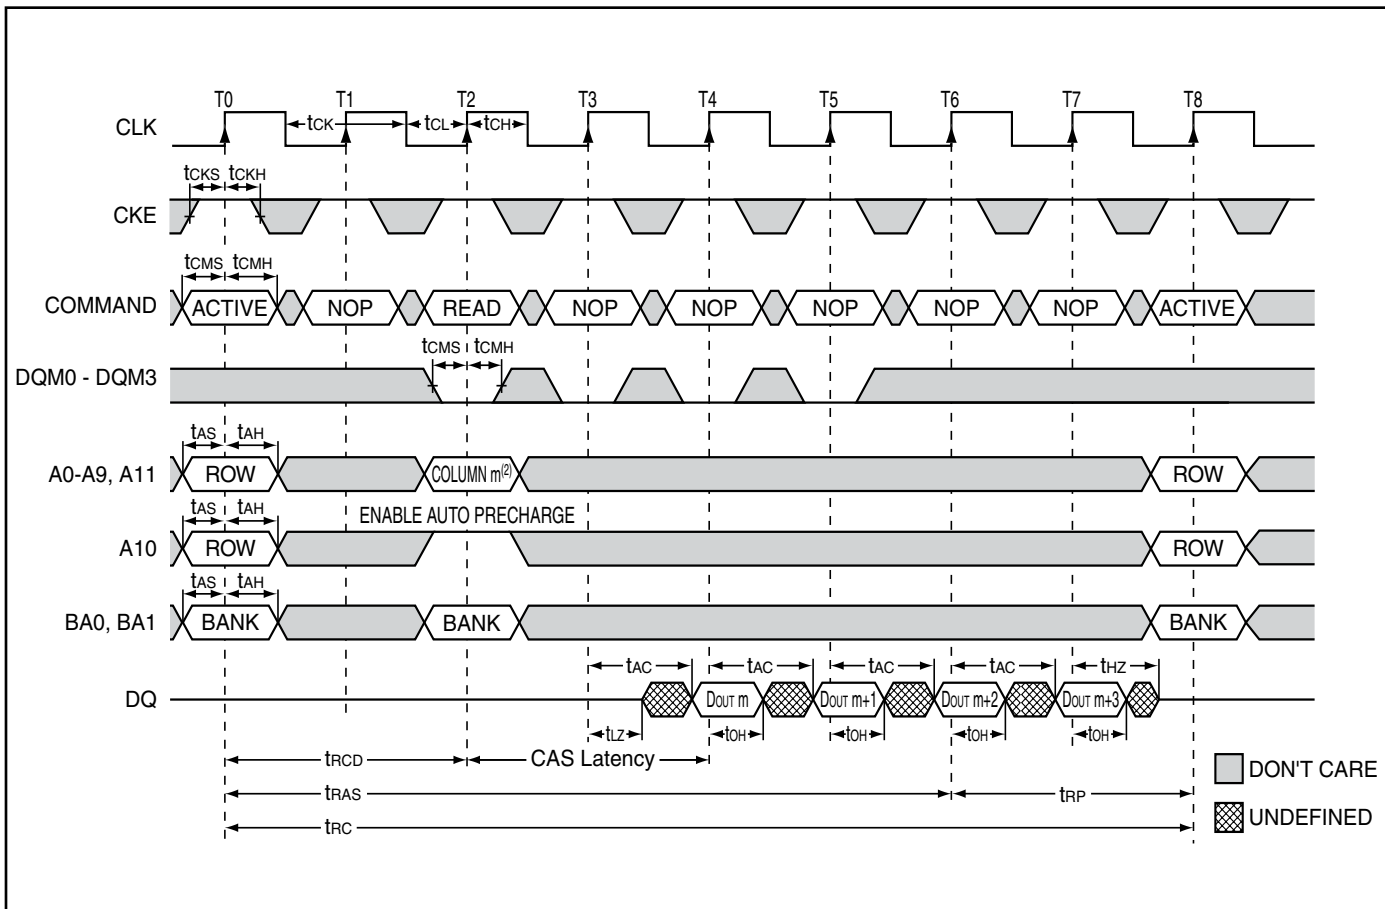 T0 T1 T2 T3 T4 T5 T6 T7 T8
CLK tCK tCL tCH
tCKS tCKH
CKE
tCMS tCMH
COMMAND ACTIVE NOP READ NOP NOP NOP NOP NOP ACTIVE
tCMS tCMH
DQM0 - DQM3
tAS tAH
A0-A9, A11 ROW COLUMN m(2) ROW
tAS tAH ENABLE AUTO PRECHARGE
A10 ROW ROW
tAS tAH
BA0, BA1 BANK BANK BANK
tAC tAC tAC tAC tHZ
DQ DOUT m DOUT m+1 DOUT m+2 DOUT m+3
tLZ tOH tOH tOH tOH
tRCD CAS Latency
DON'T CARE
tRAS tRP
UNDEFINED
tRC